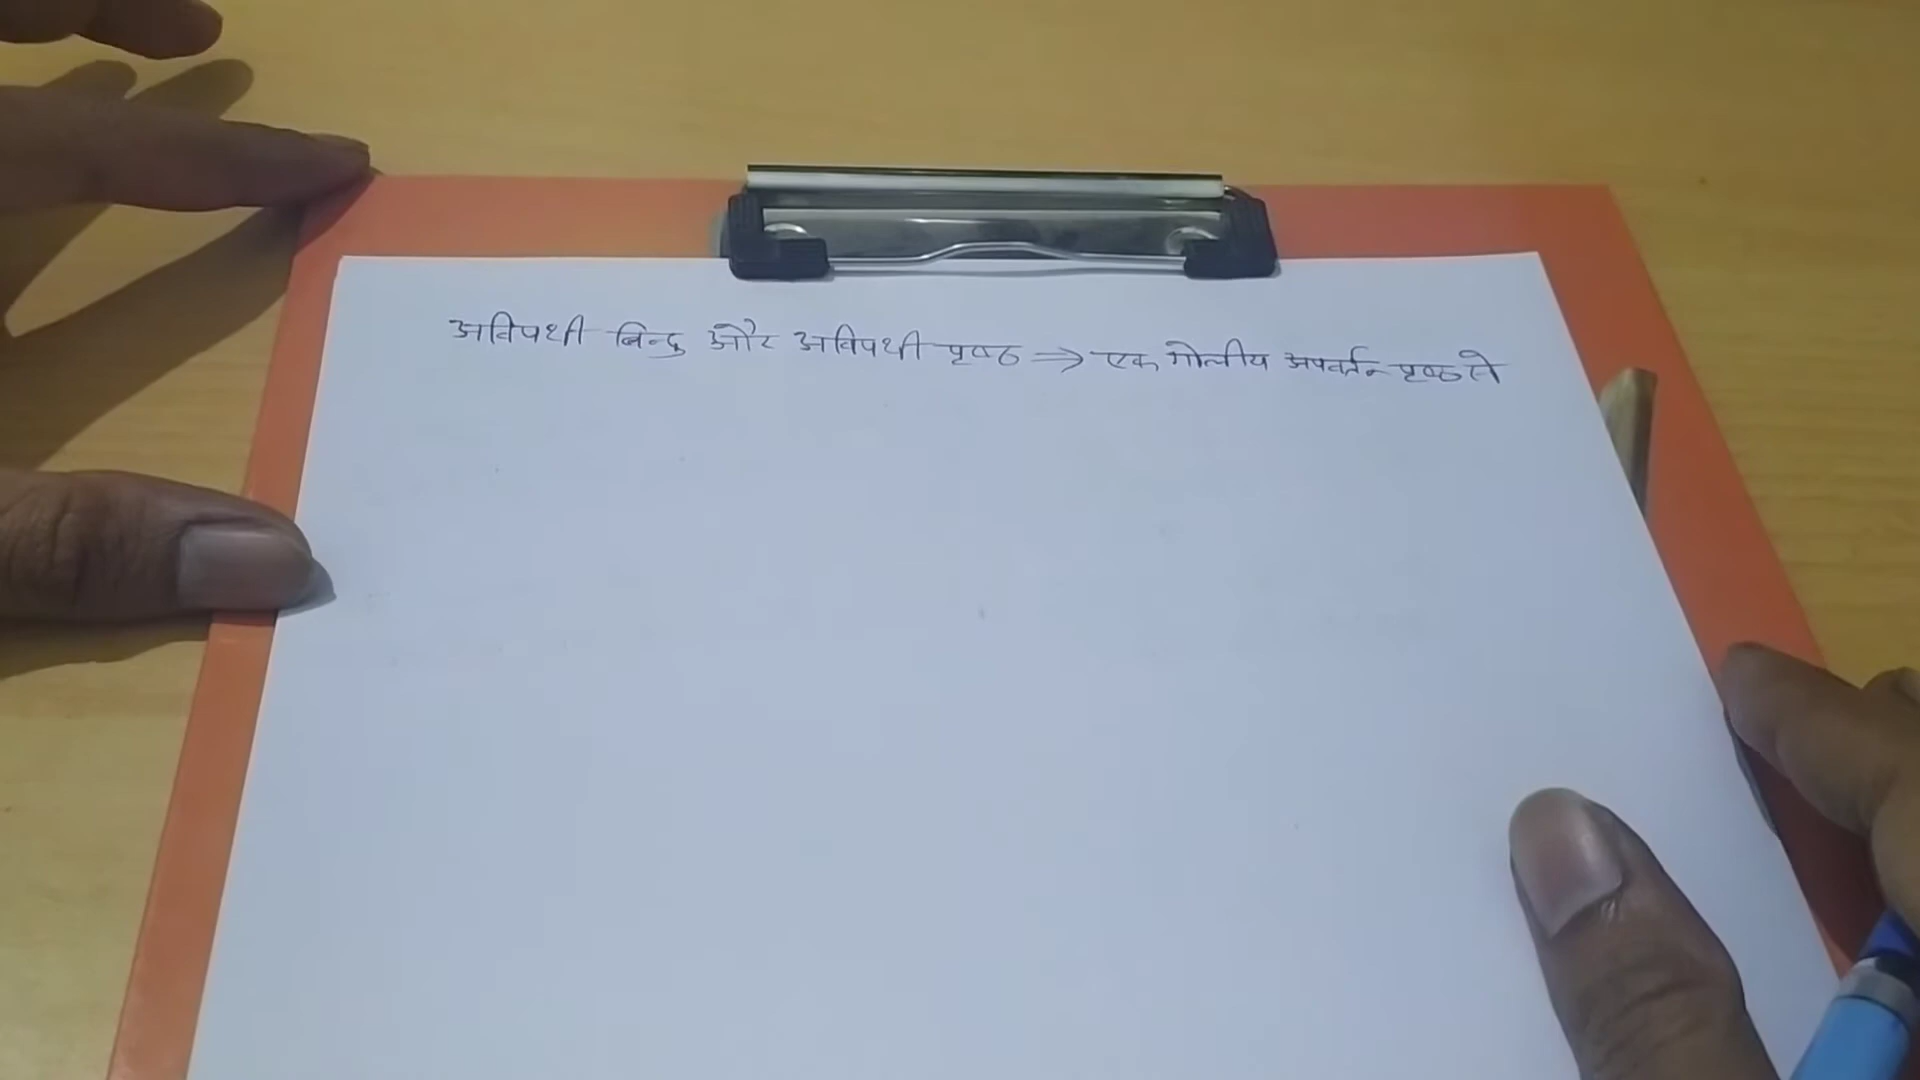 अविपथी बिन्दु और अविपथी पृष्ठ ⇒ एक गोलीय अपवर्तन पृष्ठ से